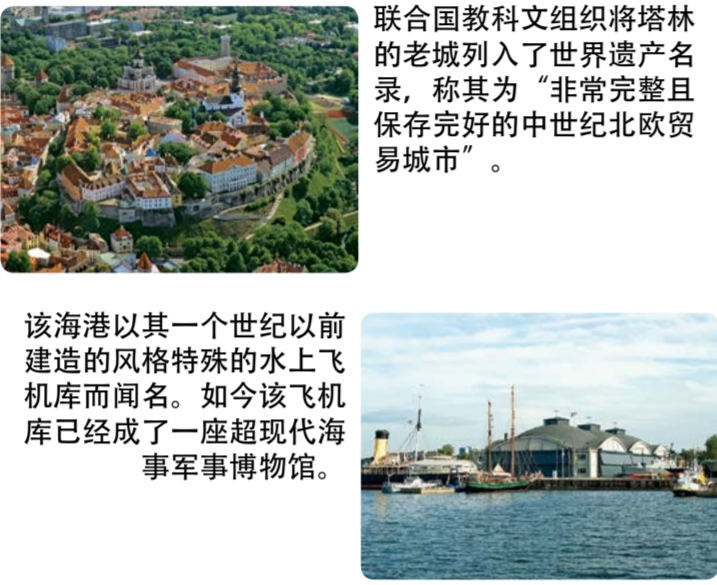 联合国教科文组织将塔林
的老城列入了世界遗产名
录，称其为“非常完整且
保存完好的中世纪北欧贸
易城市”。
该海港以其一个世纪以前
建造的风格特殊的水上飞
机库而闻名。如今该飞机
库已经成了一座超现代海
事军事博物馆。